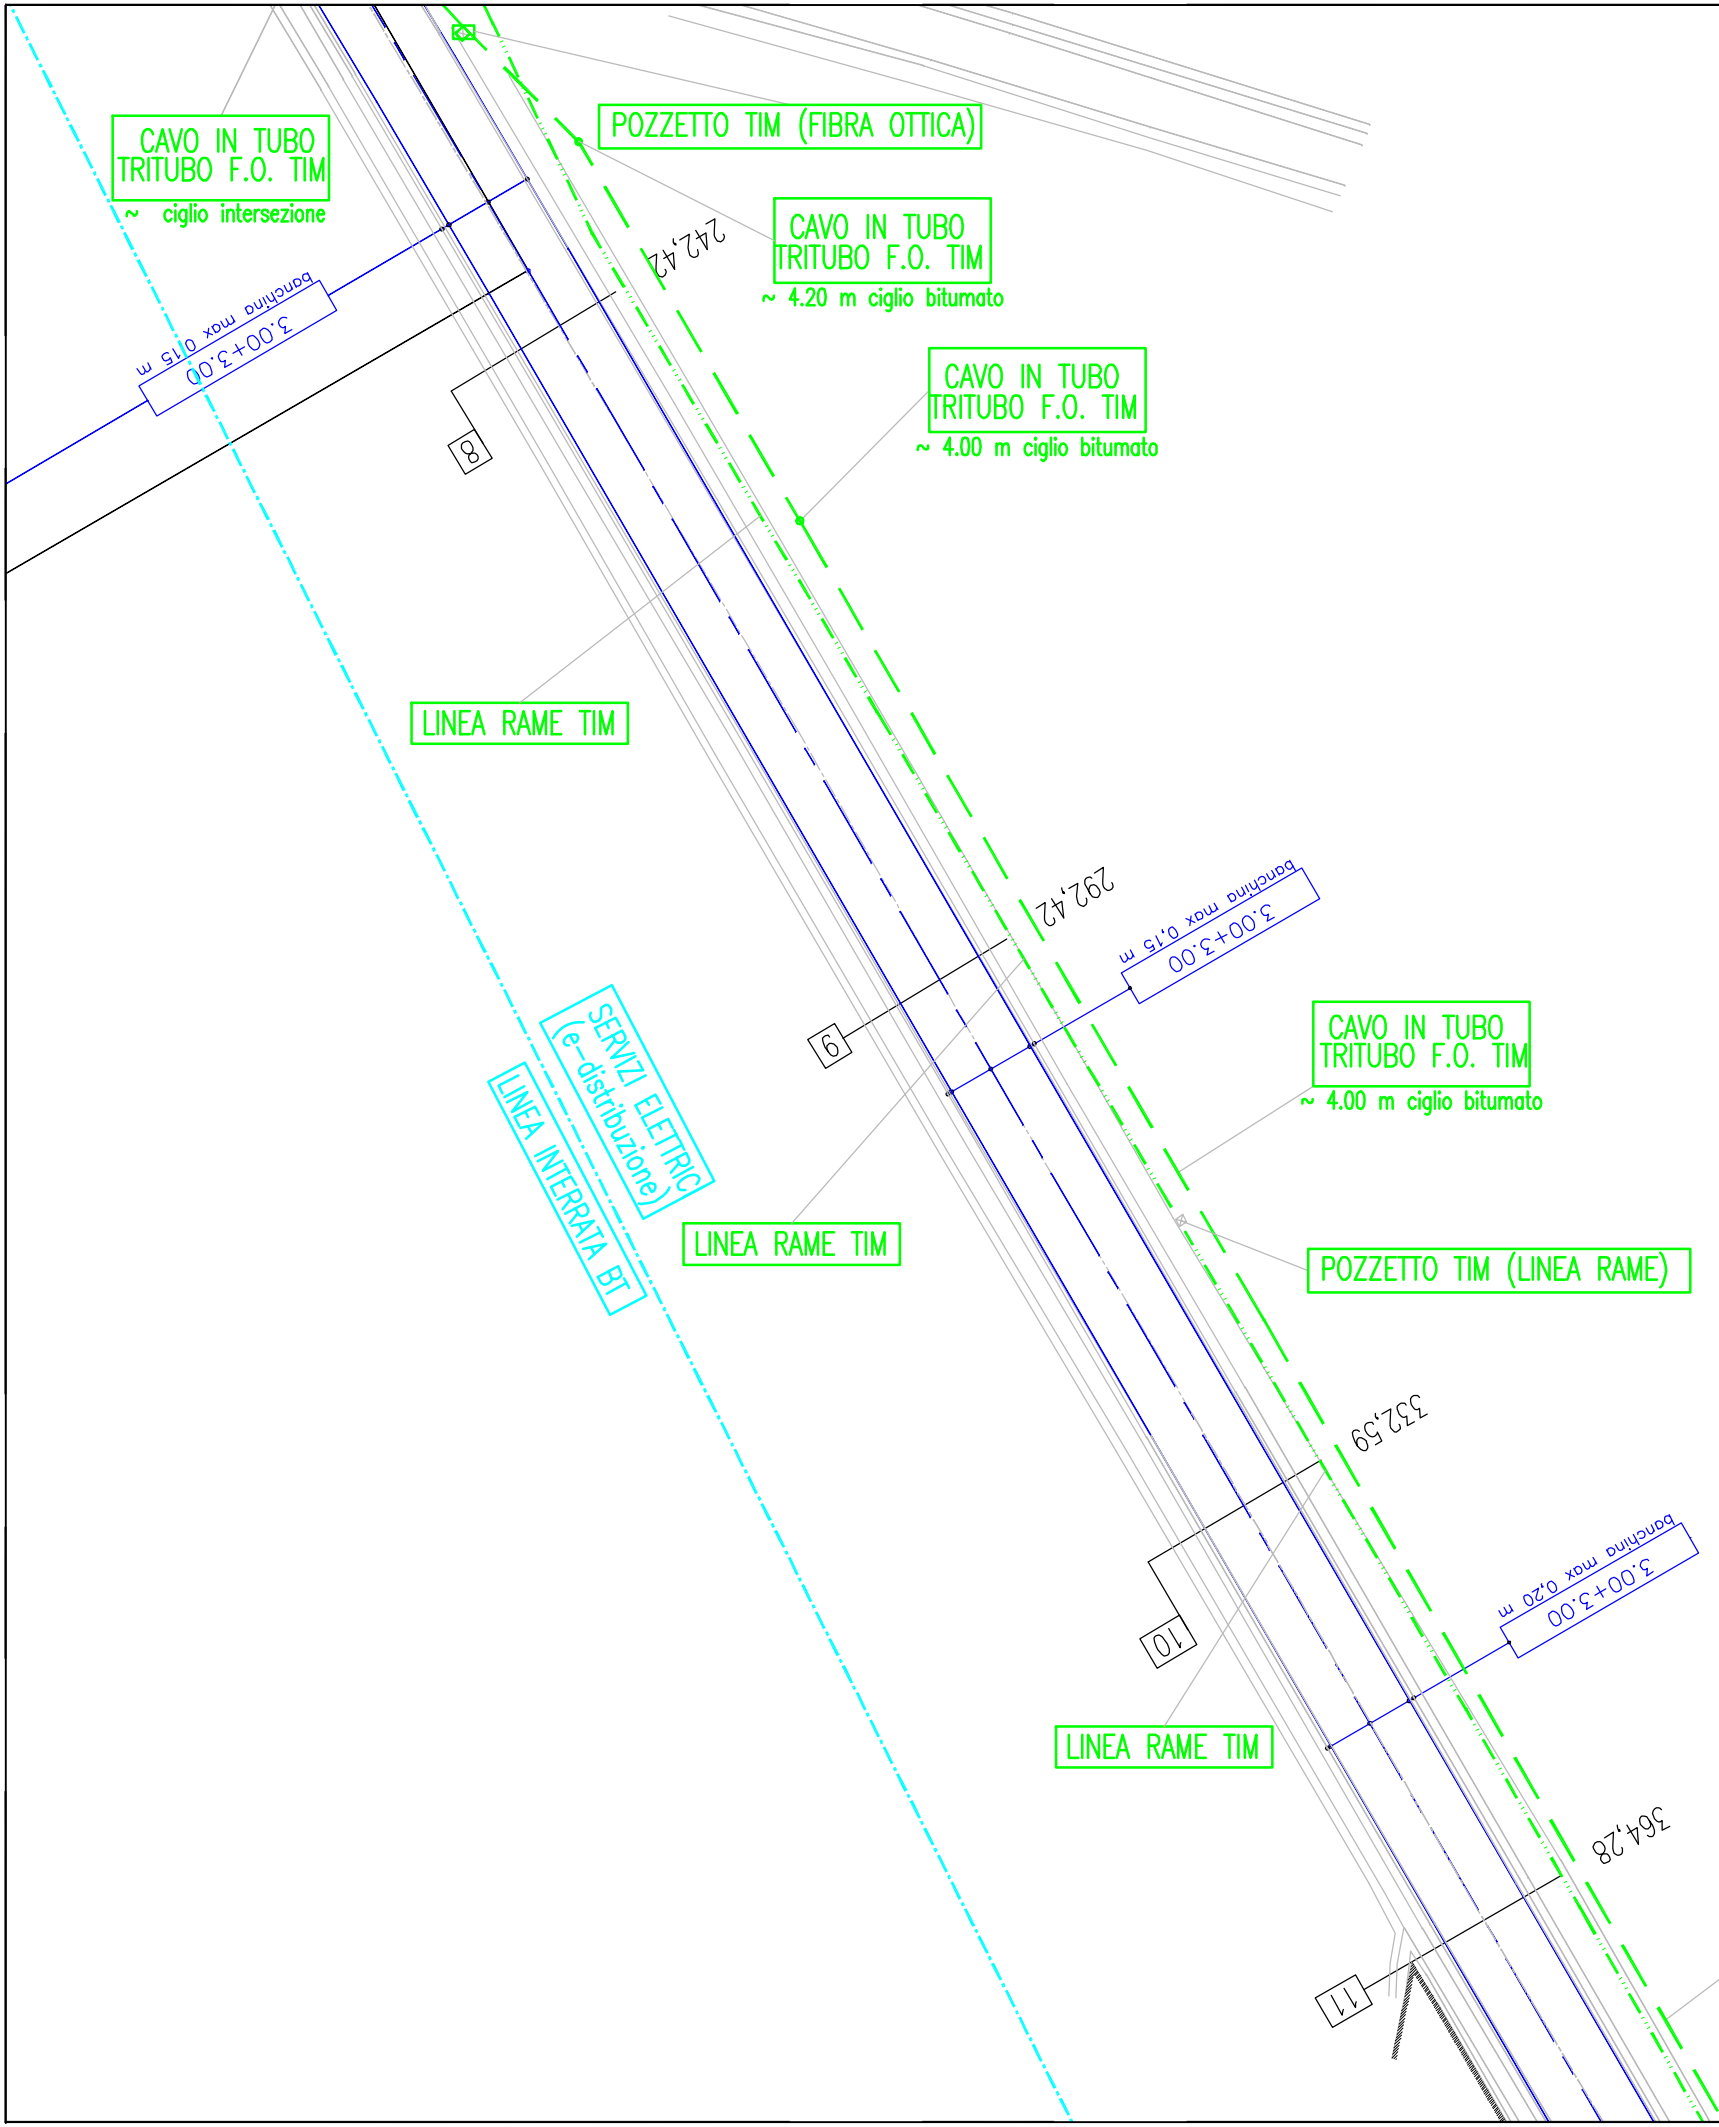 CAVO IN TUBO
TRITUBO F.O. TIM
~ ciglio intersezione
POZZETTO TIM (FIBRA OTTICA)
CAVO IN TUBO
TRITUBO F.O. TIM
~ 4.20 m ciglio bitumato
242,42
banchina max 0,15 m
3.00+3.00
CAVO IN TUBO
TRITUBO F.O. TIM
~ 4.00 m ciglio bitumato
8
LINEA RAME TIM
292,42
banchina max 0,15 m
3.00+3.00
9
SERVIZI ELETTRIC
(e-distribuzione)
LINEA INTERRATA BT
CAVO IN TUBO
TRITUBO F.O. TIM
~ 4.00 m ciglio bitumato
LINEA RAME TIM
POZZETTO TIM (LINEA RAME)
332,59
banchina max 0,20 m
3.00+3.00
10
LINEA RAME TIM
364,28
11